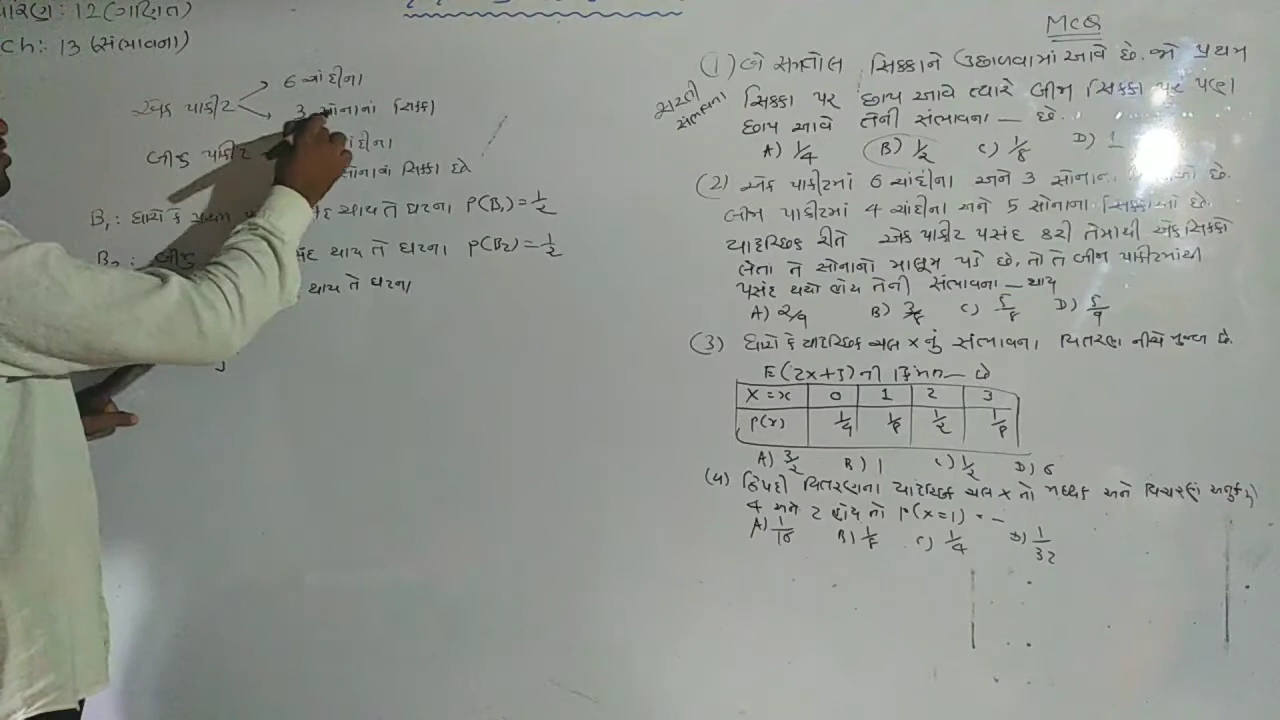 ધોરણ: 12 (ગણિત)
Ch: 13 (સંભાવના)
એક પાકીટ
6 ચાંદીના
3 સોનાનાં સિક્કા
બીજુ પાકીટ
ચાંદીના
સોનાનાં સિક્કા છે
B₁: ધારો કે પ્રથમ પસંદ થાય તે ઘટના P(B₁)=1/2
B₂: બીજુ થાય તે ઘટના P(B₂)=1/2
થાય તે ઘટના
MCQ
(1) બે સમતોલ સિક્કાને ઉછાળવામાં આવે છે. જો પ્રથમ
સિક્કા પર છાપ આવે ત્યારે બીજા સિક્કા પર પણ
છાપ આવે તેની સંભાવના — છે.
શરતી
સંભાવના
A) 1/4 B) 1/2 C) 1/8 D) 1
(2) એક પાકીટમાં 6 ચાંદીના અને 3 સોનાના છે.
બીજા પાકીટમાં 4 ચાંદીના અને 5 સોનાના સિક્કાઓ છે.
યાદચ્છિક રીતે એક પાકીટ પસંદ કરી તેમાથી એક સિક્કો
લેતા તે સોનાનો માલૂમ પડે છે, તો તે બીજા પાકીટમાંથી
પસંદ થયો હોય તેની સંભાવના — થાય
A) 2/9 B) 3/8 C) 5/8 D) 5/9
(3) ધારો કે યાદચ્છિક ચલ X નું સંભાવના વિતરણ નીચે મુજબ છે.
E(2x+3) ની કિંમત — છે
X=x 0 1 2 3
P(x) 1/4 1/8 1/2 1/8
A) 3/2 B) 1 C) 1/2 D) 6
(4) દ્વિપદી વિતરણના યાદચ્છિક ચલ X નો મધ્યક અને વિચરણ અનુક્રમે
4 અને 2 હોય તો P(X=1) = —
A) 1/16 B) 1/8 C) 1/4 D) 1/32